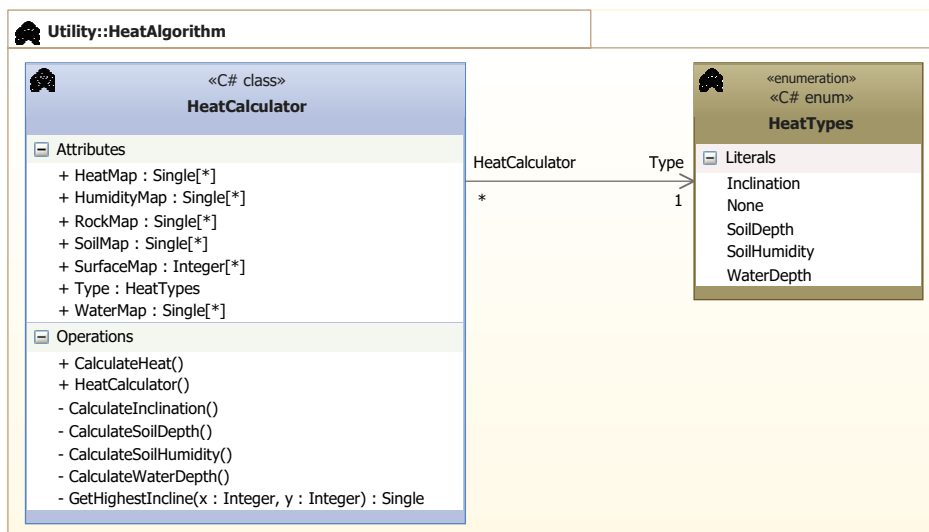 Utility::HeatAlgorithm
«C# class»
HeatCalculator
Attributes
+ HeatMap : Single[*]
+ HumidityMap : Single[*]
+ RockMap : Single[*]
+ SoilMap : Single[*]
+ SurfaceMap : Integer[*]
+ Type : HeatTypes
+ WaterMap : Single[*]
Operations
+ CalculateHeat()
+ HeatCalculator()
- CalculateInclination()
- CalculateSoilDepth()
- CalculateSoilHumidity()
- CalculateWaterDepth()
- GetHighestIncline(x : Integer, y : Integer) : Single
HeatCalculator Type
* 1
«enumeration»
«C# enum»
HeatTypes
Literals
Inclination
None
SoilDepth
SoilHumidity
WaterDepth